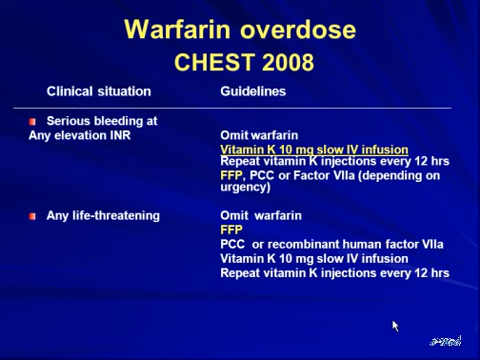 Warfarin overdose
CHEST 2008
Clinical situation Guidelines
Serious bleeding at
Any elevation INR Omit warfarin
Vitamin K 10 mg slow IV infusion
Repeat vitamin K injections every 12 hrs
FFP, PCC or Factor VIIa (depending on
urgency)
Any life-threatening Omit warfarin
FFP
PCC or recombinant human factor VIIa
Vitamin K 10 mg slow IV infusion
Repeat vitamin K injections every 12 hrs